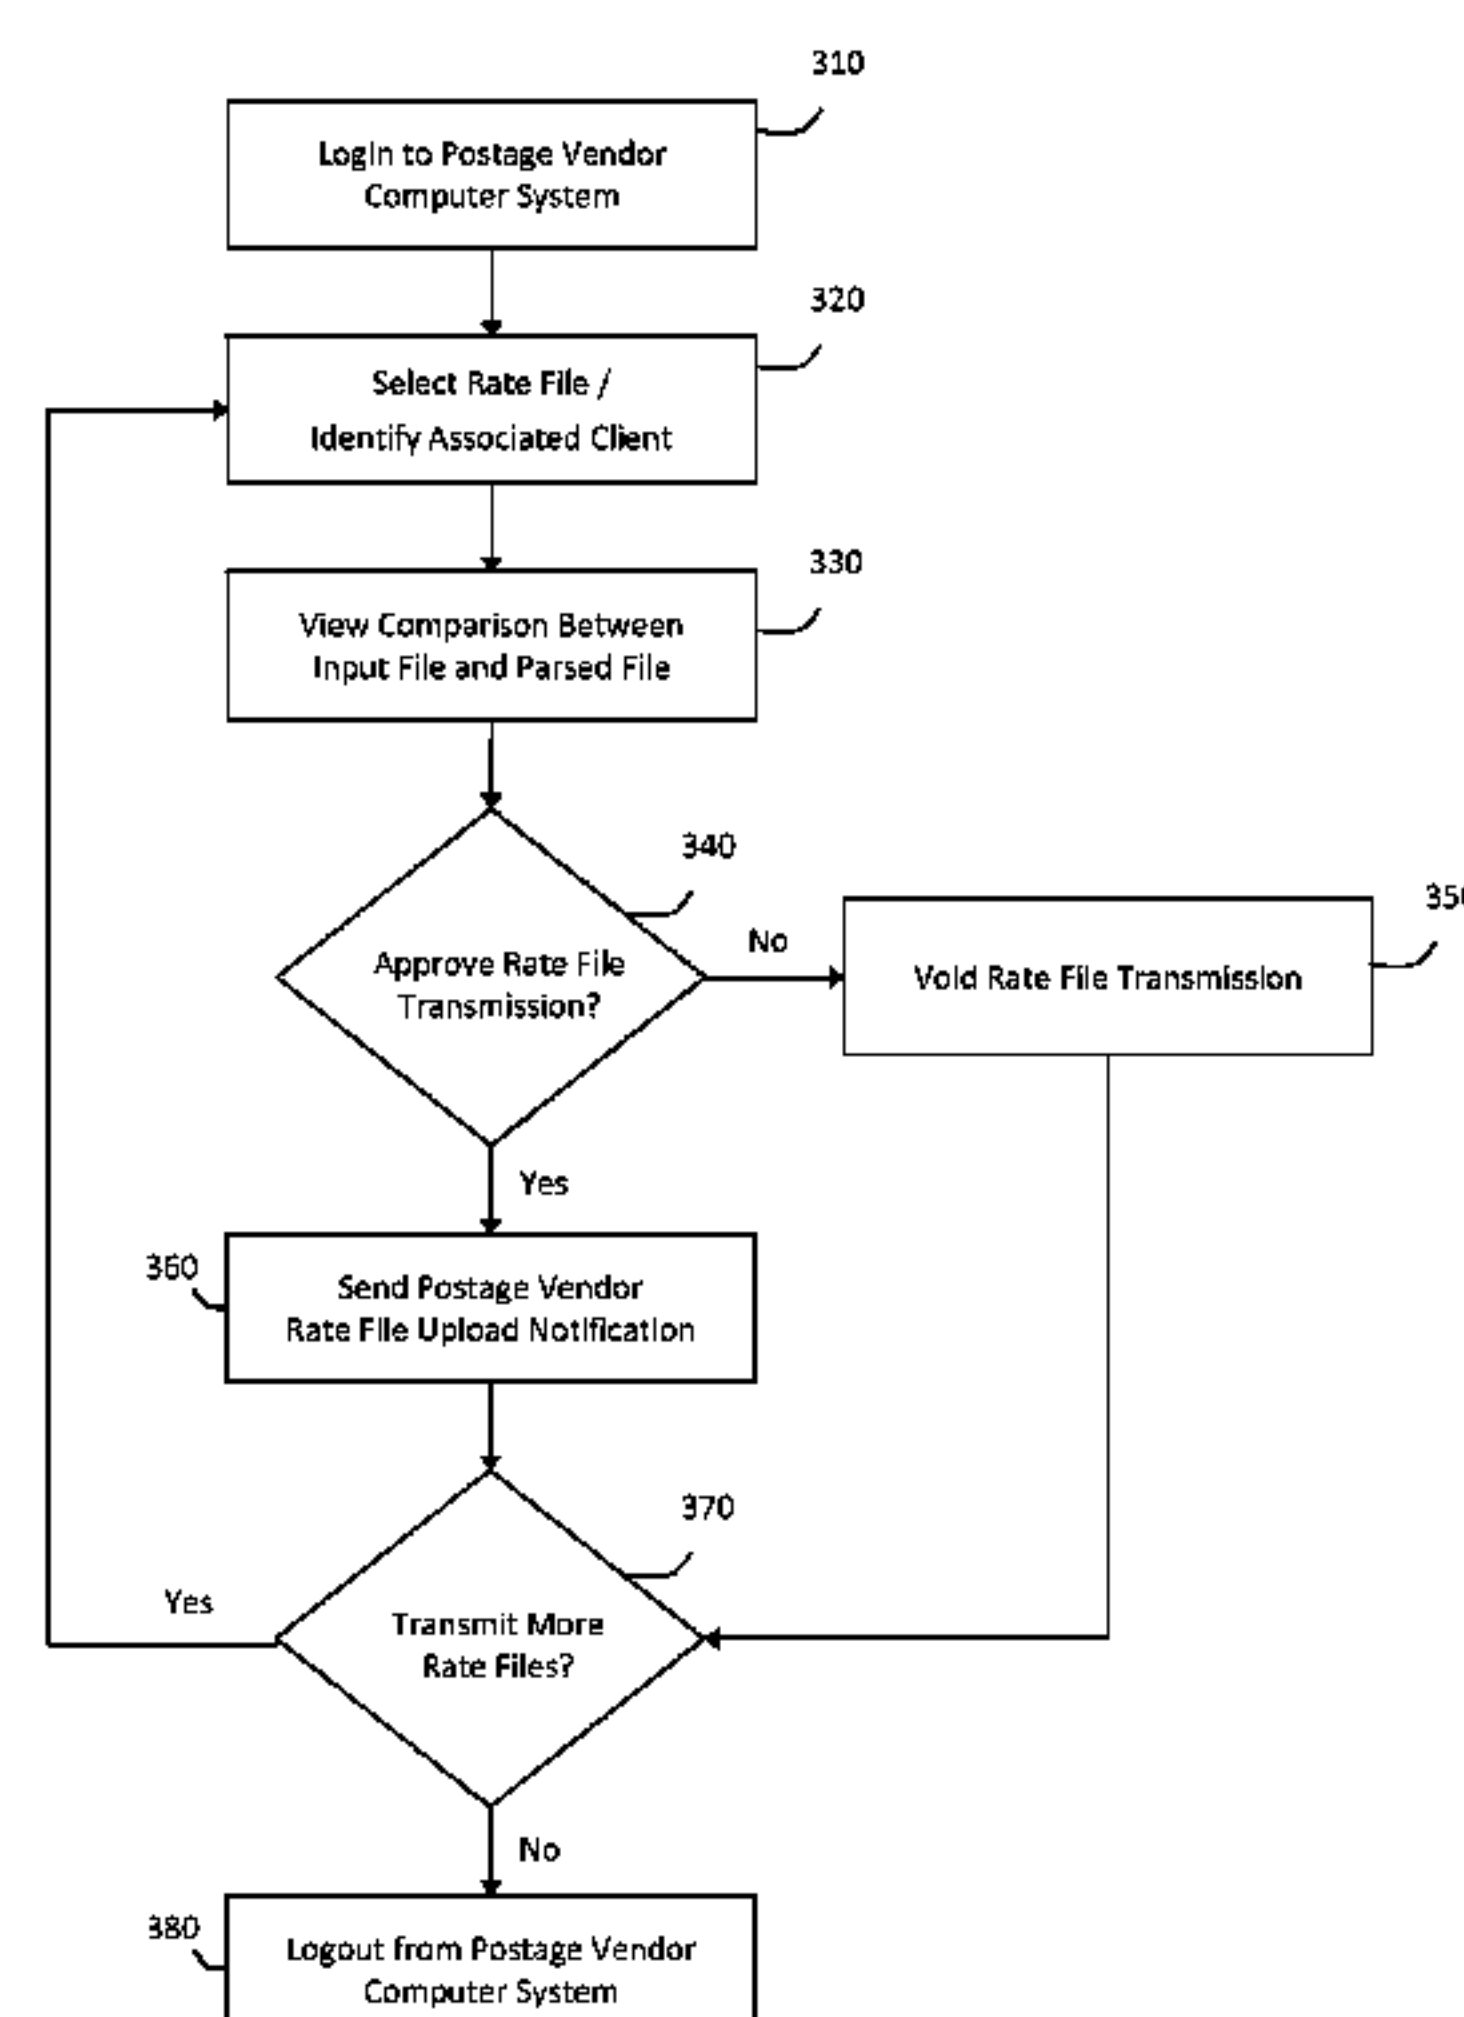 310
Login to Postage Vendor
Computer System
320
Select Rate File /
Identify Associated Client
330
View Comparison Between
Input File and Parsed File
340
Approve Rate File
Transmission?
No
350
Void Rate File Transmission
Yes
360
Send Postage Vendor
Rate File Upload Notification
370
Yes
Transmit More
Rate Files?
No
380
Logout from Postage Vendor
Computer System